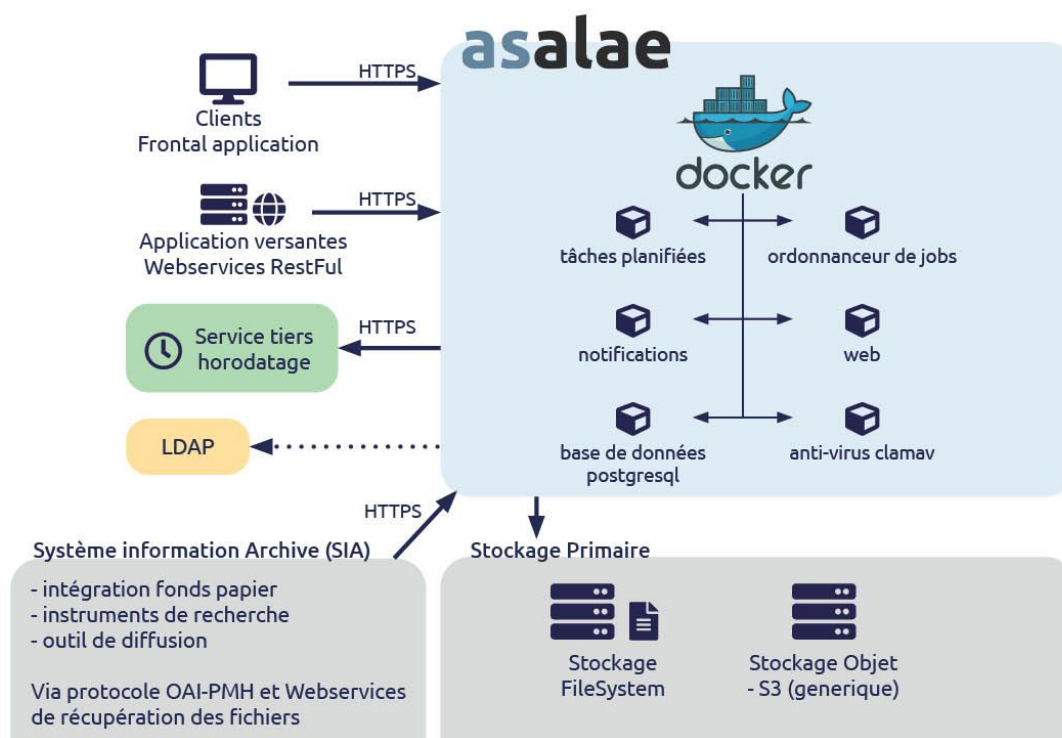 asalae
HTTPS
Clients
Frontal application
docker
HTTPS
Application versantes
Webservices RestFul
tâches planifiées
ordonnanceur de jobs
HTTPS
Service tiers
horodatage
notifications
web
LDAP
base de données
postgresql
anti-virus clamav
HTTPS
Système information Archive (SIA)
- intégration fonds papier
- instruments de recherche
- outil de diffusion
Via protocole OAI-PMH et Webservices
de récupération des fichiers
Stockage Primaire
Stockage
FileSystem
Stockage Objet
- S3 (generique)